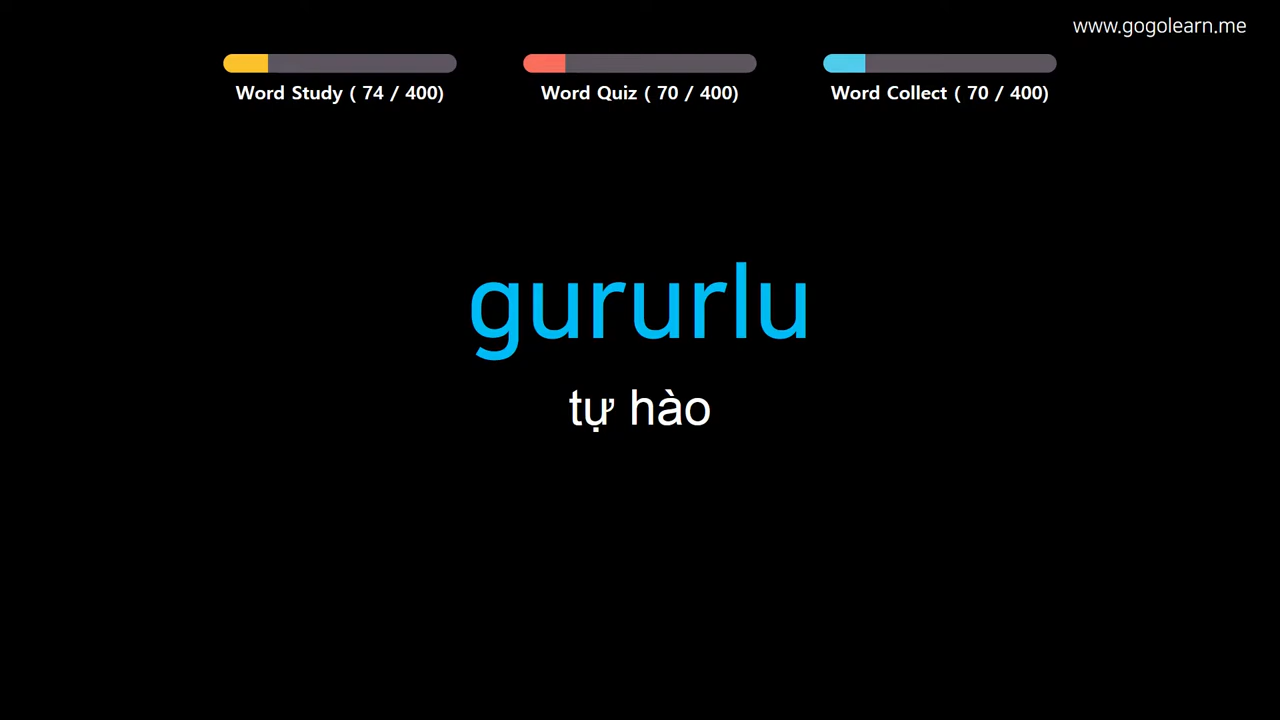 www.gogolearn.me
Word Study ( 74 / 400)
Word Quiz ( 70 / 400)
Word Collect ( 70 / 400)
gururlu
tự hào